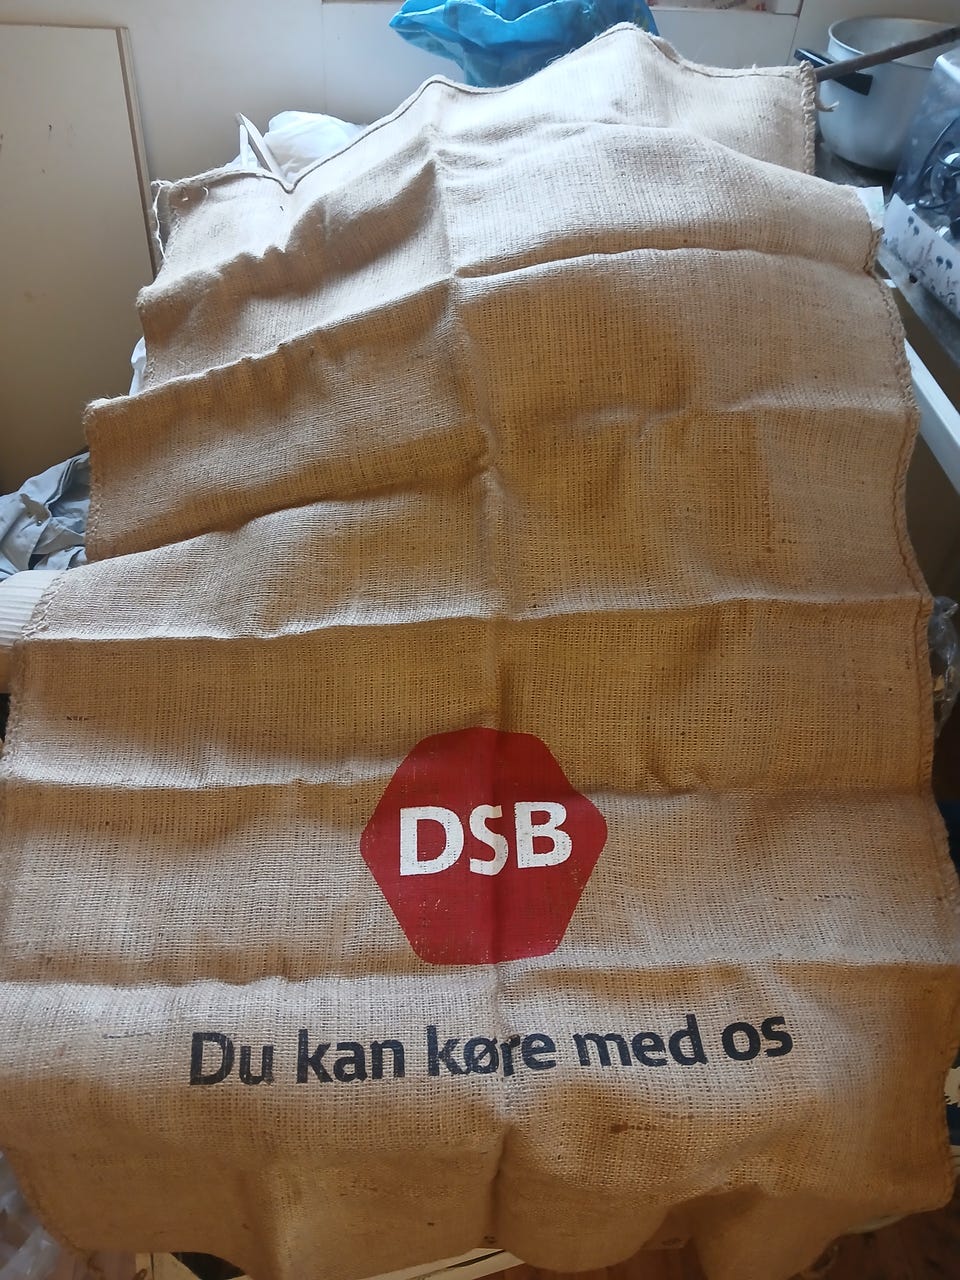 DSB
Du kan køre med os